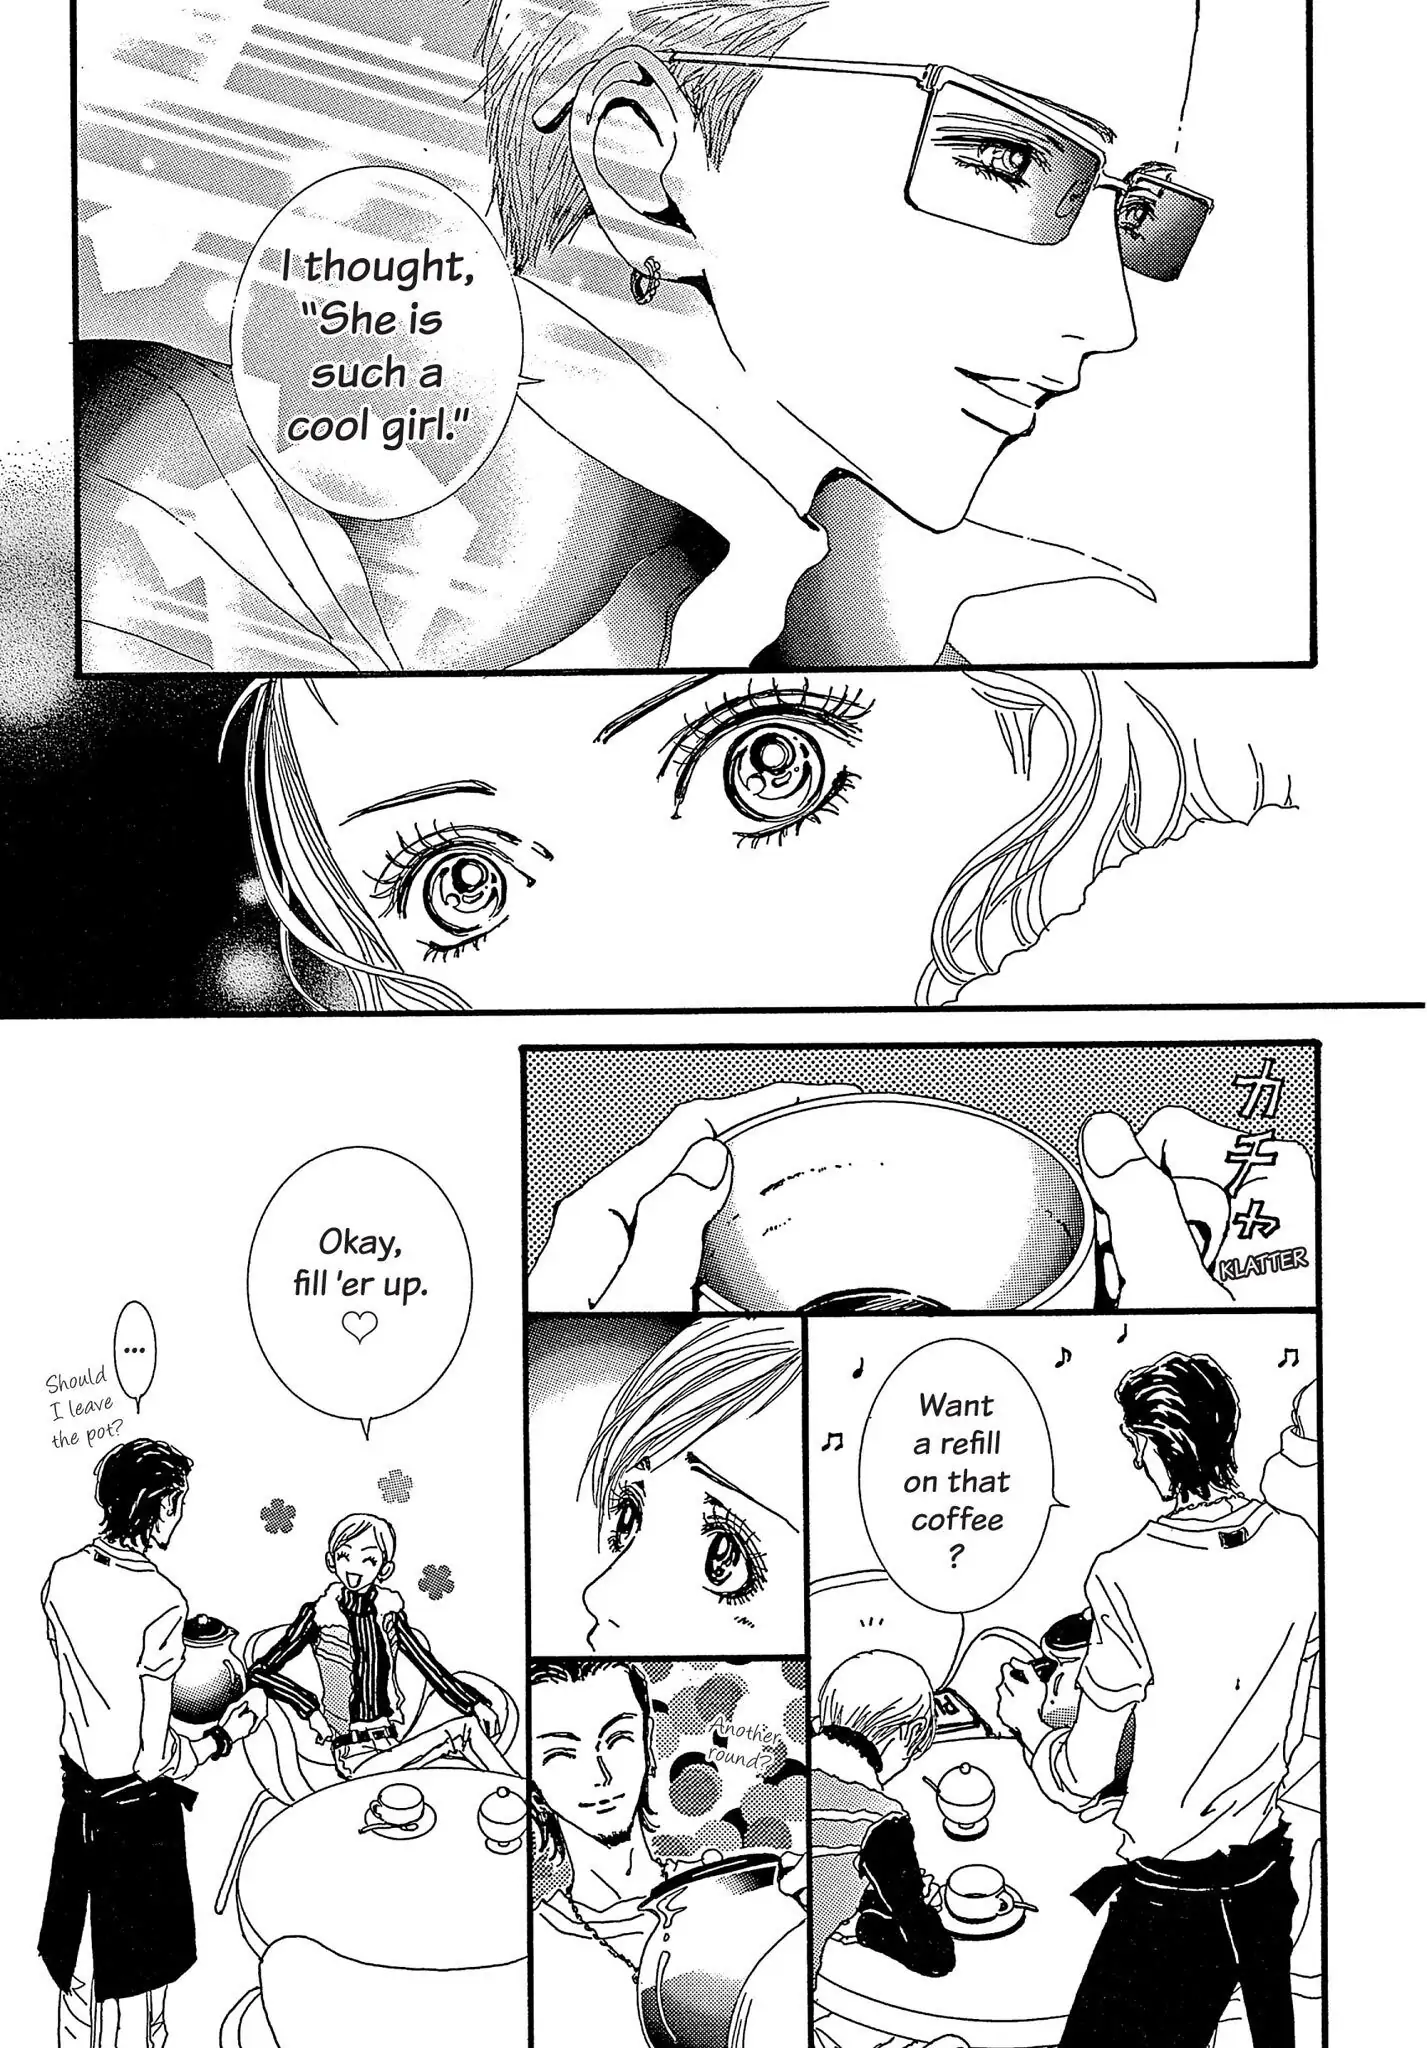 I thought,
"She is
such a
cool girl."
カチャ
KLATTER
Want
a refill
on that
coffee
?
Another
round?
Okay,
fill 'er up.
♡
...
Should
I leave
the pot?